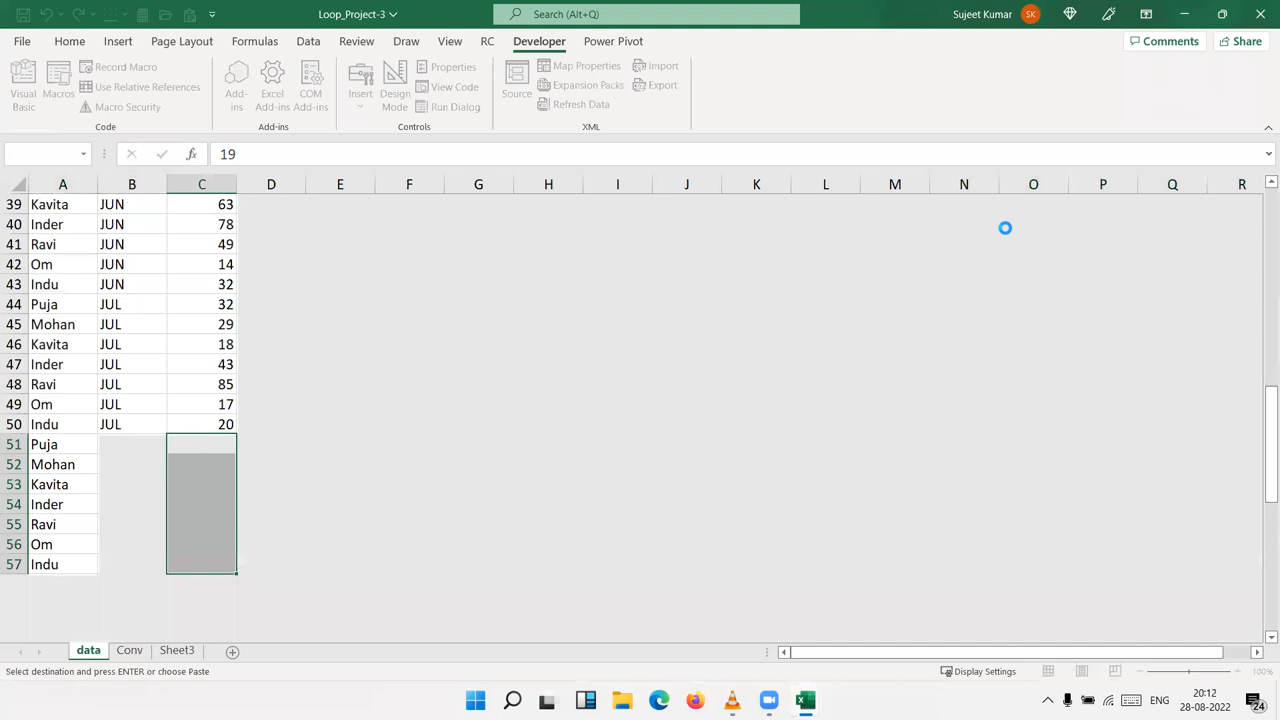 Loop_Project-3
Search (Alt+Q)
Sujeet Kumar
SK
File Home Insert Page Layout Formulas Data Review Draw View RC Developer Power Pivot
Comments
Share
Visual Basic
Macros
Record Macro
Use Relative References
Macro Security
Code
Add-ins
Excel Add-ins
COM Add-ins
Add-ins
Insert
Design Mode
Properties
View Code
Run Dialog
Controls
Source
Map Properties
Expansion Packs
Refresh Data
Import
Export
XML
fx 19
A B C D E F G H I J K L M N O P Q R
39 Kavita JUN 63
40 Inder JUN 78
41 Ravi JUN 49
42 Om JUN 14
43 Indu JUN 32
44 Puja JUL 32
45 Mohan JUL 29
46 Kavita JUL 18
47 Inder JUL 43
48 Ravi JUL 85
49 Om JUL 17
50 Indu JUL 20
51 Puja
52 Mohan
53 Kavita
54 Inder
55 Ravi
56 Om
57 Indu
data Conv Sheet3
Select destination and press ENTER or choose Paste
Display Settings
100%
ENG
20:12
28-08-2022
24